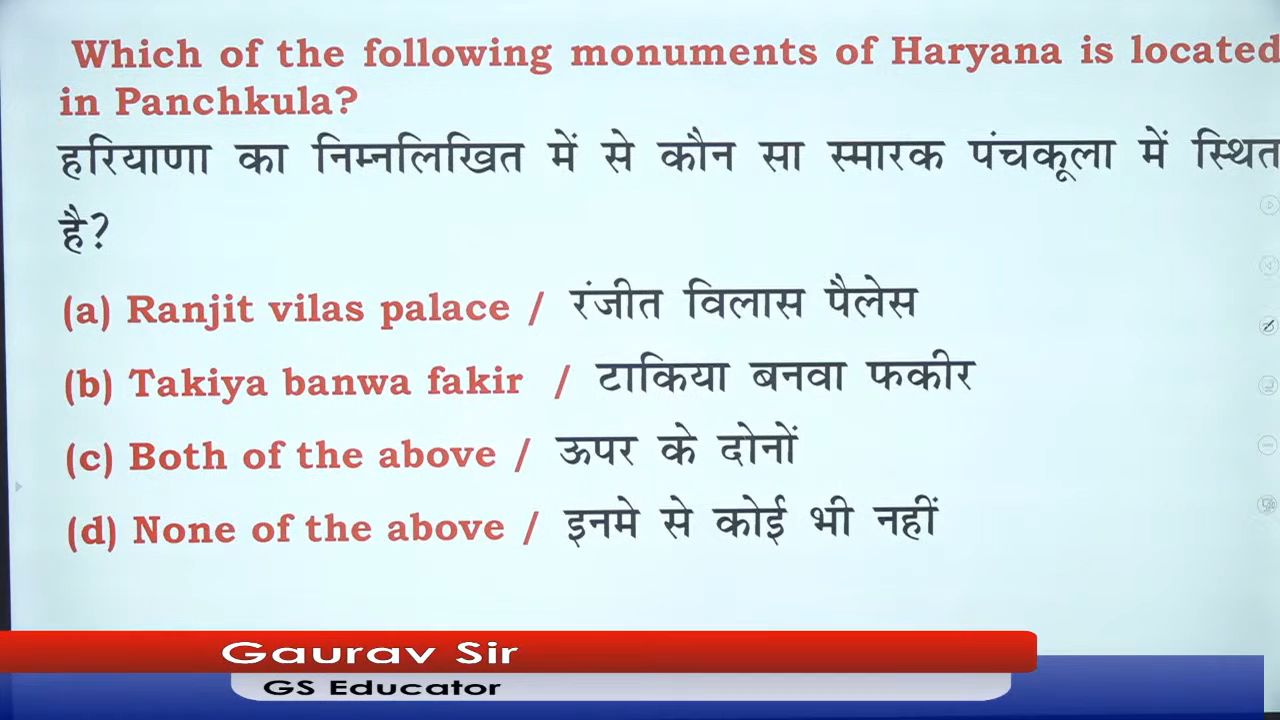 Which of the following monuments of Haryana is located
in Panchkula?
हरियाणा का निम्नलिखित में से कौन सा स्मारक पंचकूला में स्थित
है?
(a) Ranjit vilas palace / रंजीत विलास पैलेस
(b) Takiya banwa fakir / टाकिया बनवा फकीर
(c) Both of the above / ऊपर के दोनों
(d) None of the above / इनमे से कोई भी नहीं
Gaurav Sir
GS Educator